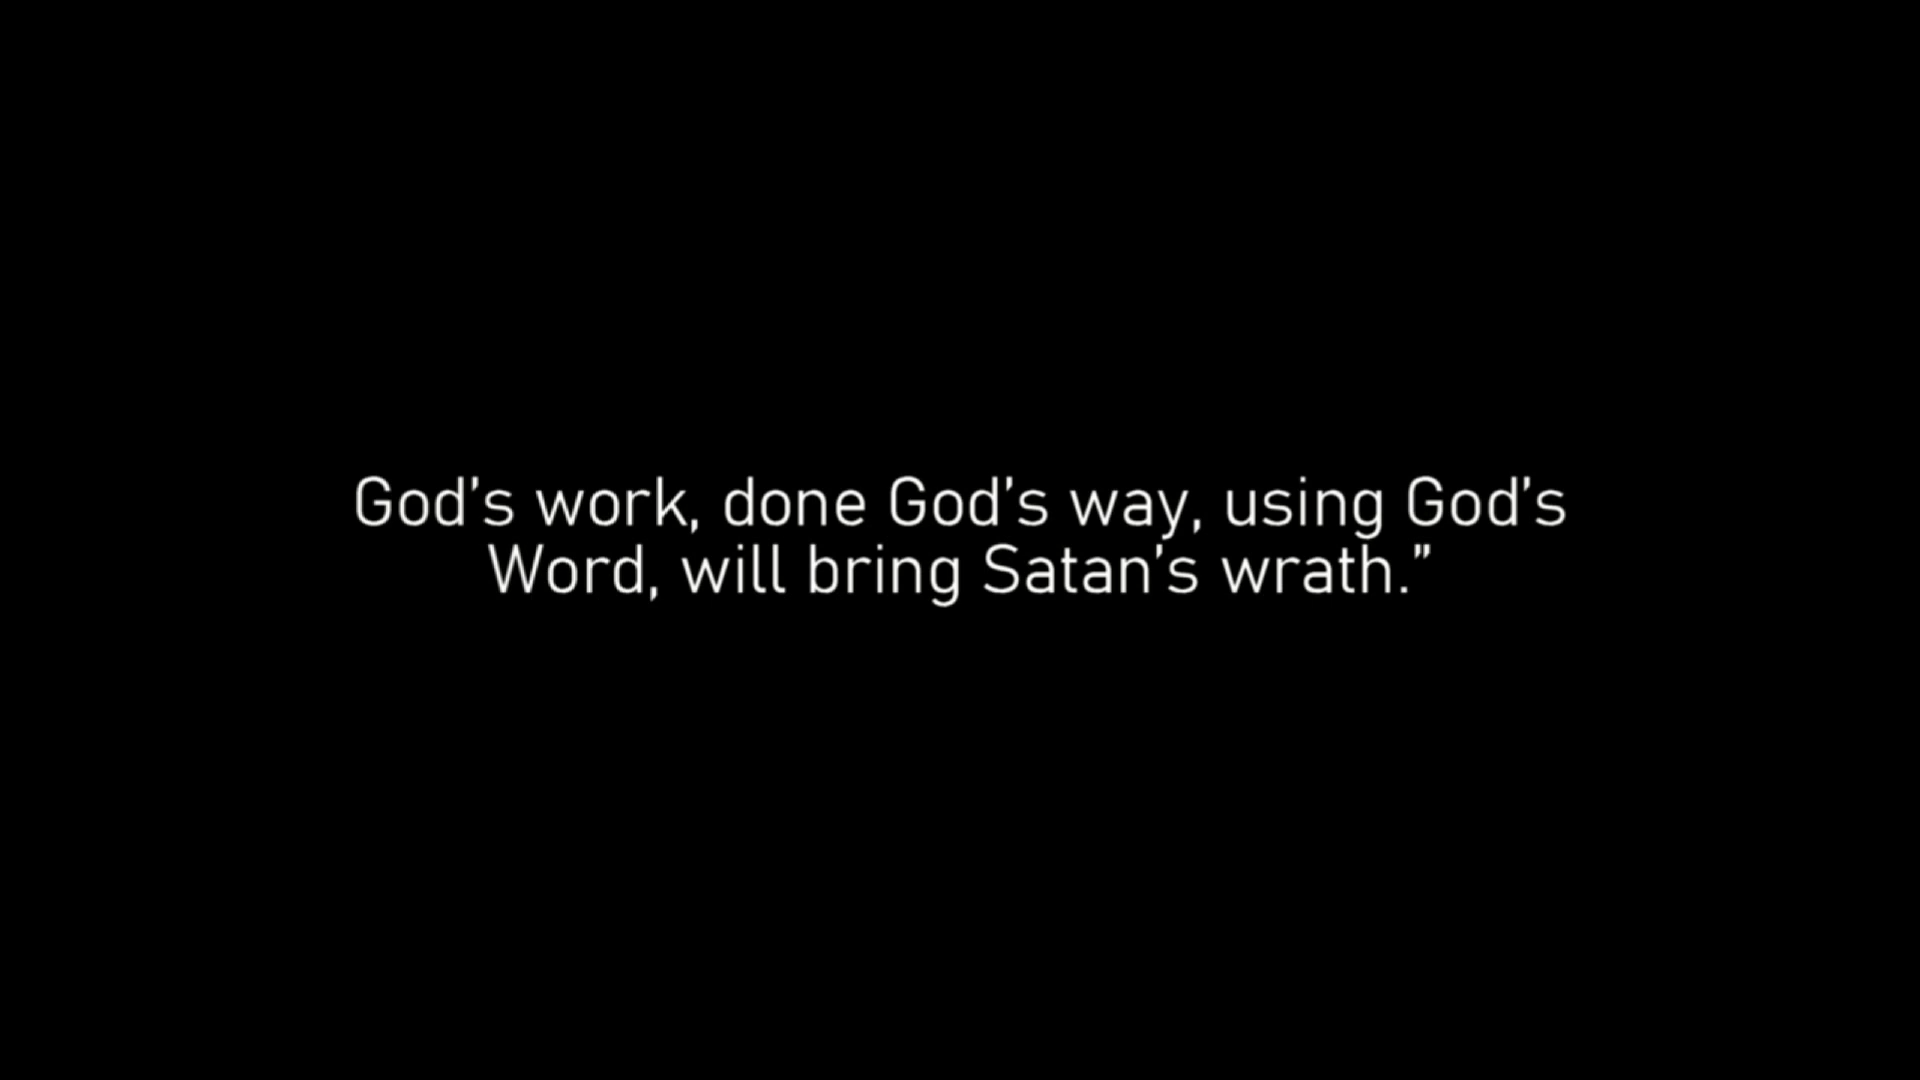 God’s work, done God’s way, using God’s
Word, will bring Satan’s wrath.”